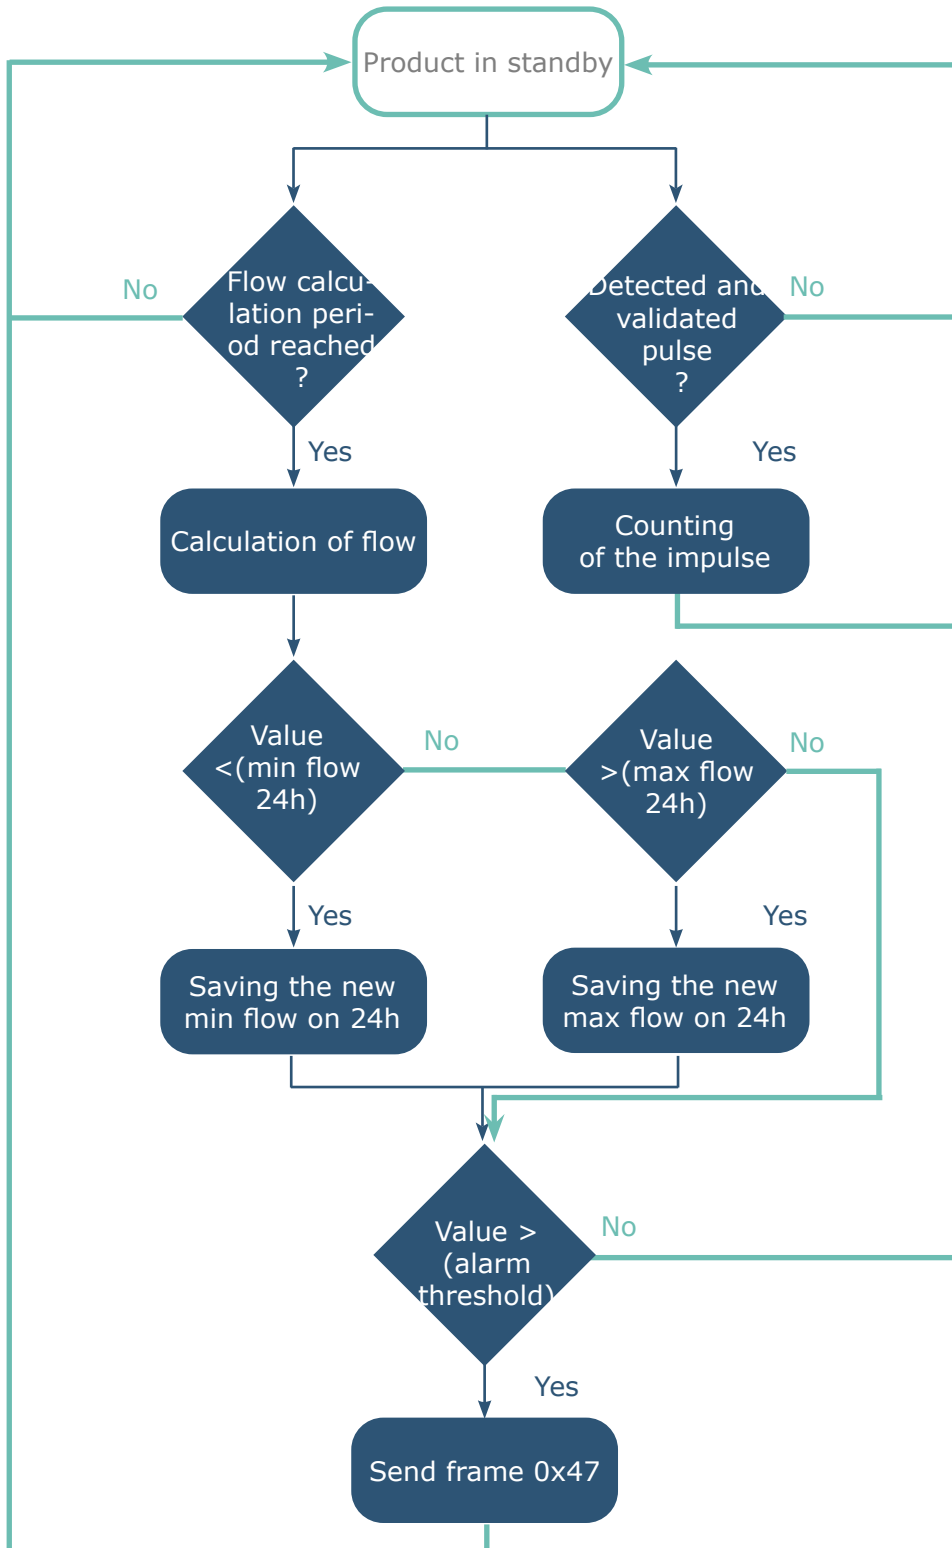 Product in standby
No
Flow calcu-
lation peri-
od reached
?
Detected and
validated
pulse
?
No
Yes
Yes
Calculation of flow
Counting
of the impulse
Value
<(min flow
24h)
No
Value
>(max flow
24h)
No
Yes
Yes
Saving the new
min flow on 24h
Saving the new
max flow on 24h
Value >
(alarm
threshold)
No
Yes
Send frame 0x47